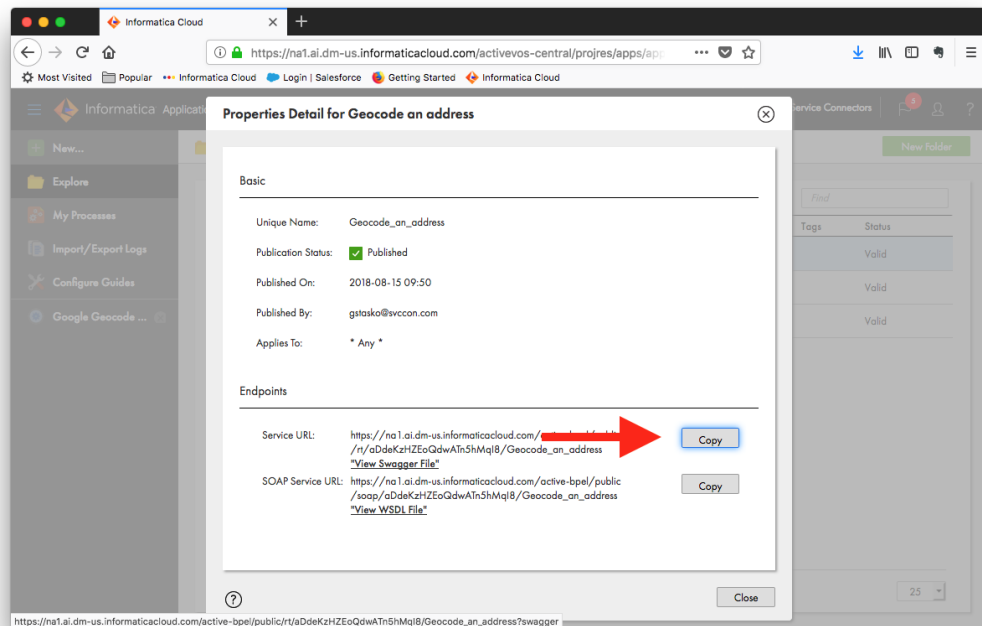 Informatica Cloud
https://na1.ai.dm-us.informaticacloud.com/activevos-central/projres/apps/app
Most Visited Popular Informatica Cloud Login | Salesforce Getting Started Informatica Cloud
Informatica
Properties Detail for Geocode an address
Service Connectors
?
New...
New Folder
Explore
Find
My Processes
Tags Status
Import/Export Logs
Valid
Configure Guides
Valid
Google Geocode ...
Valid
Basic
Unique Name: Geocode_an_address
Publication Status: Published
Published On: 2018-08-15 09:50
Published By: gstasko@svccon.com
Applies To: * Any *
Endpoints
Service URL: https://na1.ai.dm-us.informaticacloud.com/
/rt/aDdeKzHZEoQdwATn5hMqI8/Geocode_an_address
"View Swagger File"
Copy
SOAP Service URL: https://na1.ai.dm-us.informaticacloud.com/active-bpel/public
/soap/aDdeKzHZEoQdwATn5hMqI8/Geocode_an_address
"View WSDL File"
Copy
?
Close
25
https://na1.ai.dm-us.informaticacloud.com/active-bpel/public/rt/aDdeKzHZEoQdwATn5hMqI8/Geocode_an_address?swagger